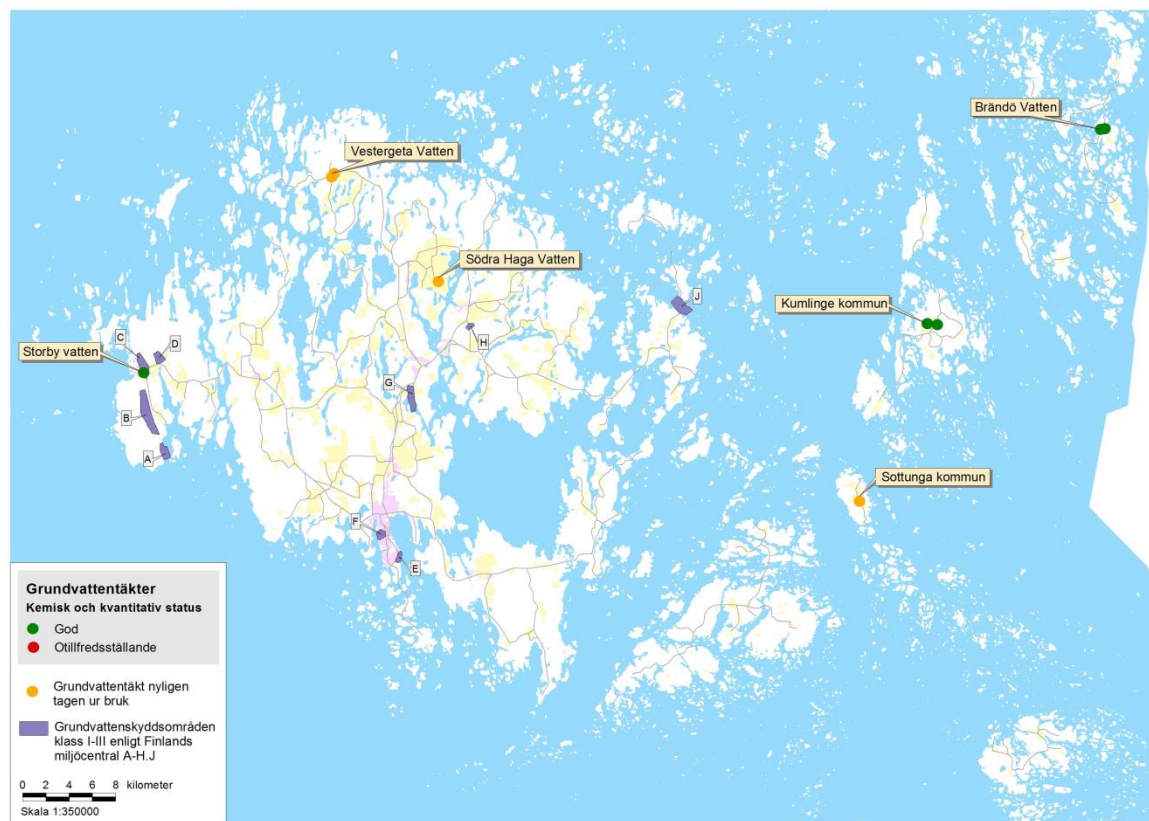 Brändö Vatten
Vestergeta Vatten
Södra Haga Vatten
Kumlinge kommun
J
H
C
D
Storby vatten
G
B
A
Sottunga kommun
F
E
Grundvattentäkter
Kemisk och kvantitativ status
God
Otillfredsställande
Grundvattentäkt nyligen
tagen ur bruk
Grundvattenskyddsområden
klass I-III enligt Finlands
miljöcentral A-H.J
0 2 4 6 8 kilometer
Skala 1:350000